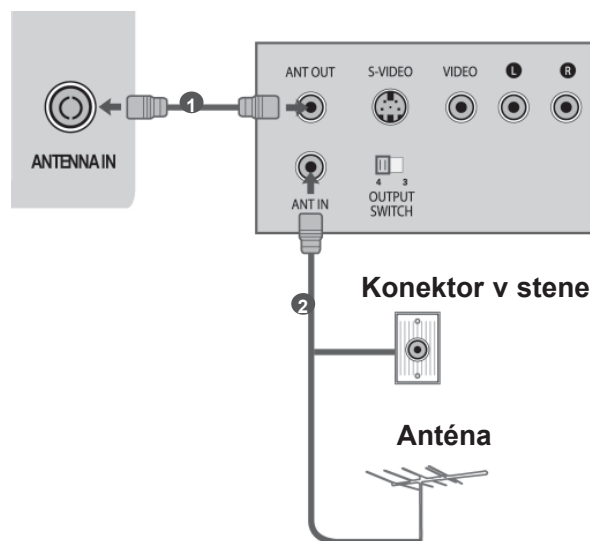 ANT OUT
S-VIDEO
VIDEO
L
R
1
ANTENNA IN
ANT IN
4 3
OUTPUT
SWITCH
2
Konektor v stene
Anténa